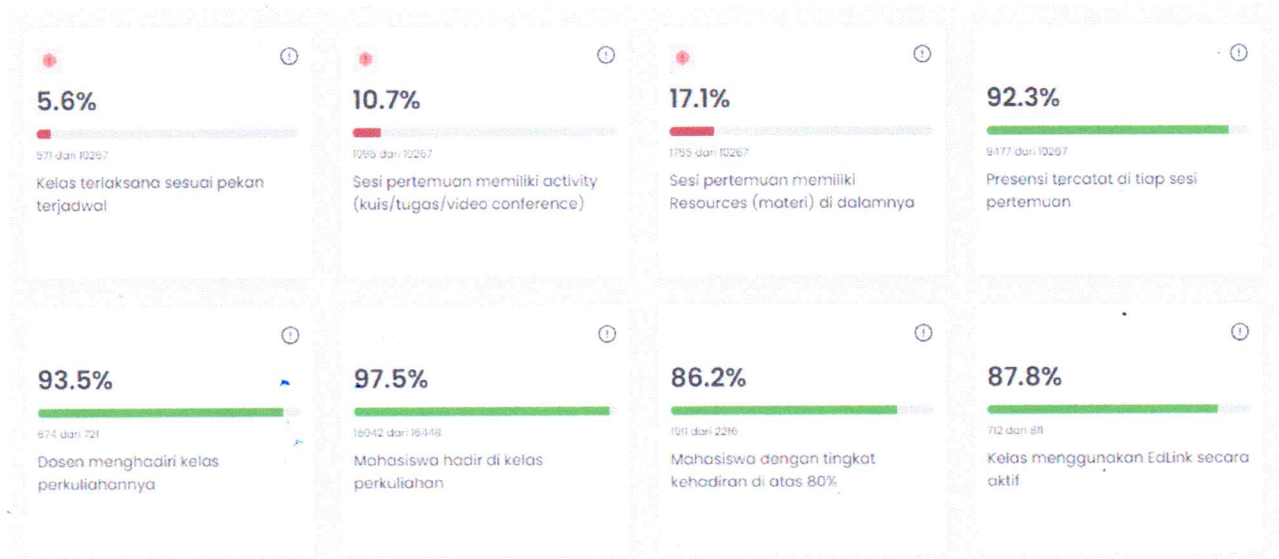 5.6%
571 dari 10267
Kelas terlaksana sesuai pekan
terjadwal
10.7%
1095 dari 10267
Sesi pertemuan memiliki activity
(kuis/tugas/video conference)
17.1%
1755 dari 10267
Sesi pertemuan memiliki
Resources (materi) di dalamnya
92.3%
9477 dari 10267
Presensi tercatat di tiap sesi
pertemuan
93.5%
674 dari 721
Dosen menghadiri kelas
perkuliahannya
97.5%
16042 dari 16448
Mahasiswa hadir di kelas
perkuliahan
86.2%
dari 2216
Mahasiswa dengan tingkat
kehadiran di atas 80%
87.8%
712 dari 811
Kelas menggunakan EdLink secara
aktif